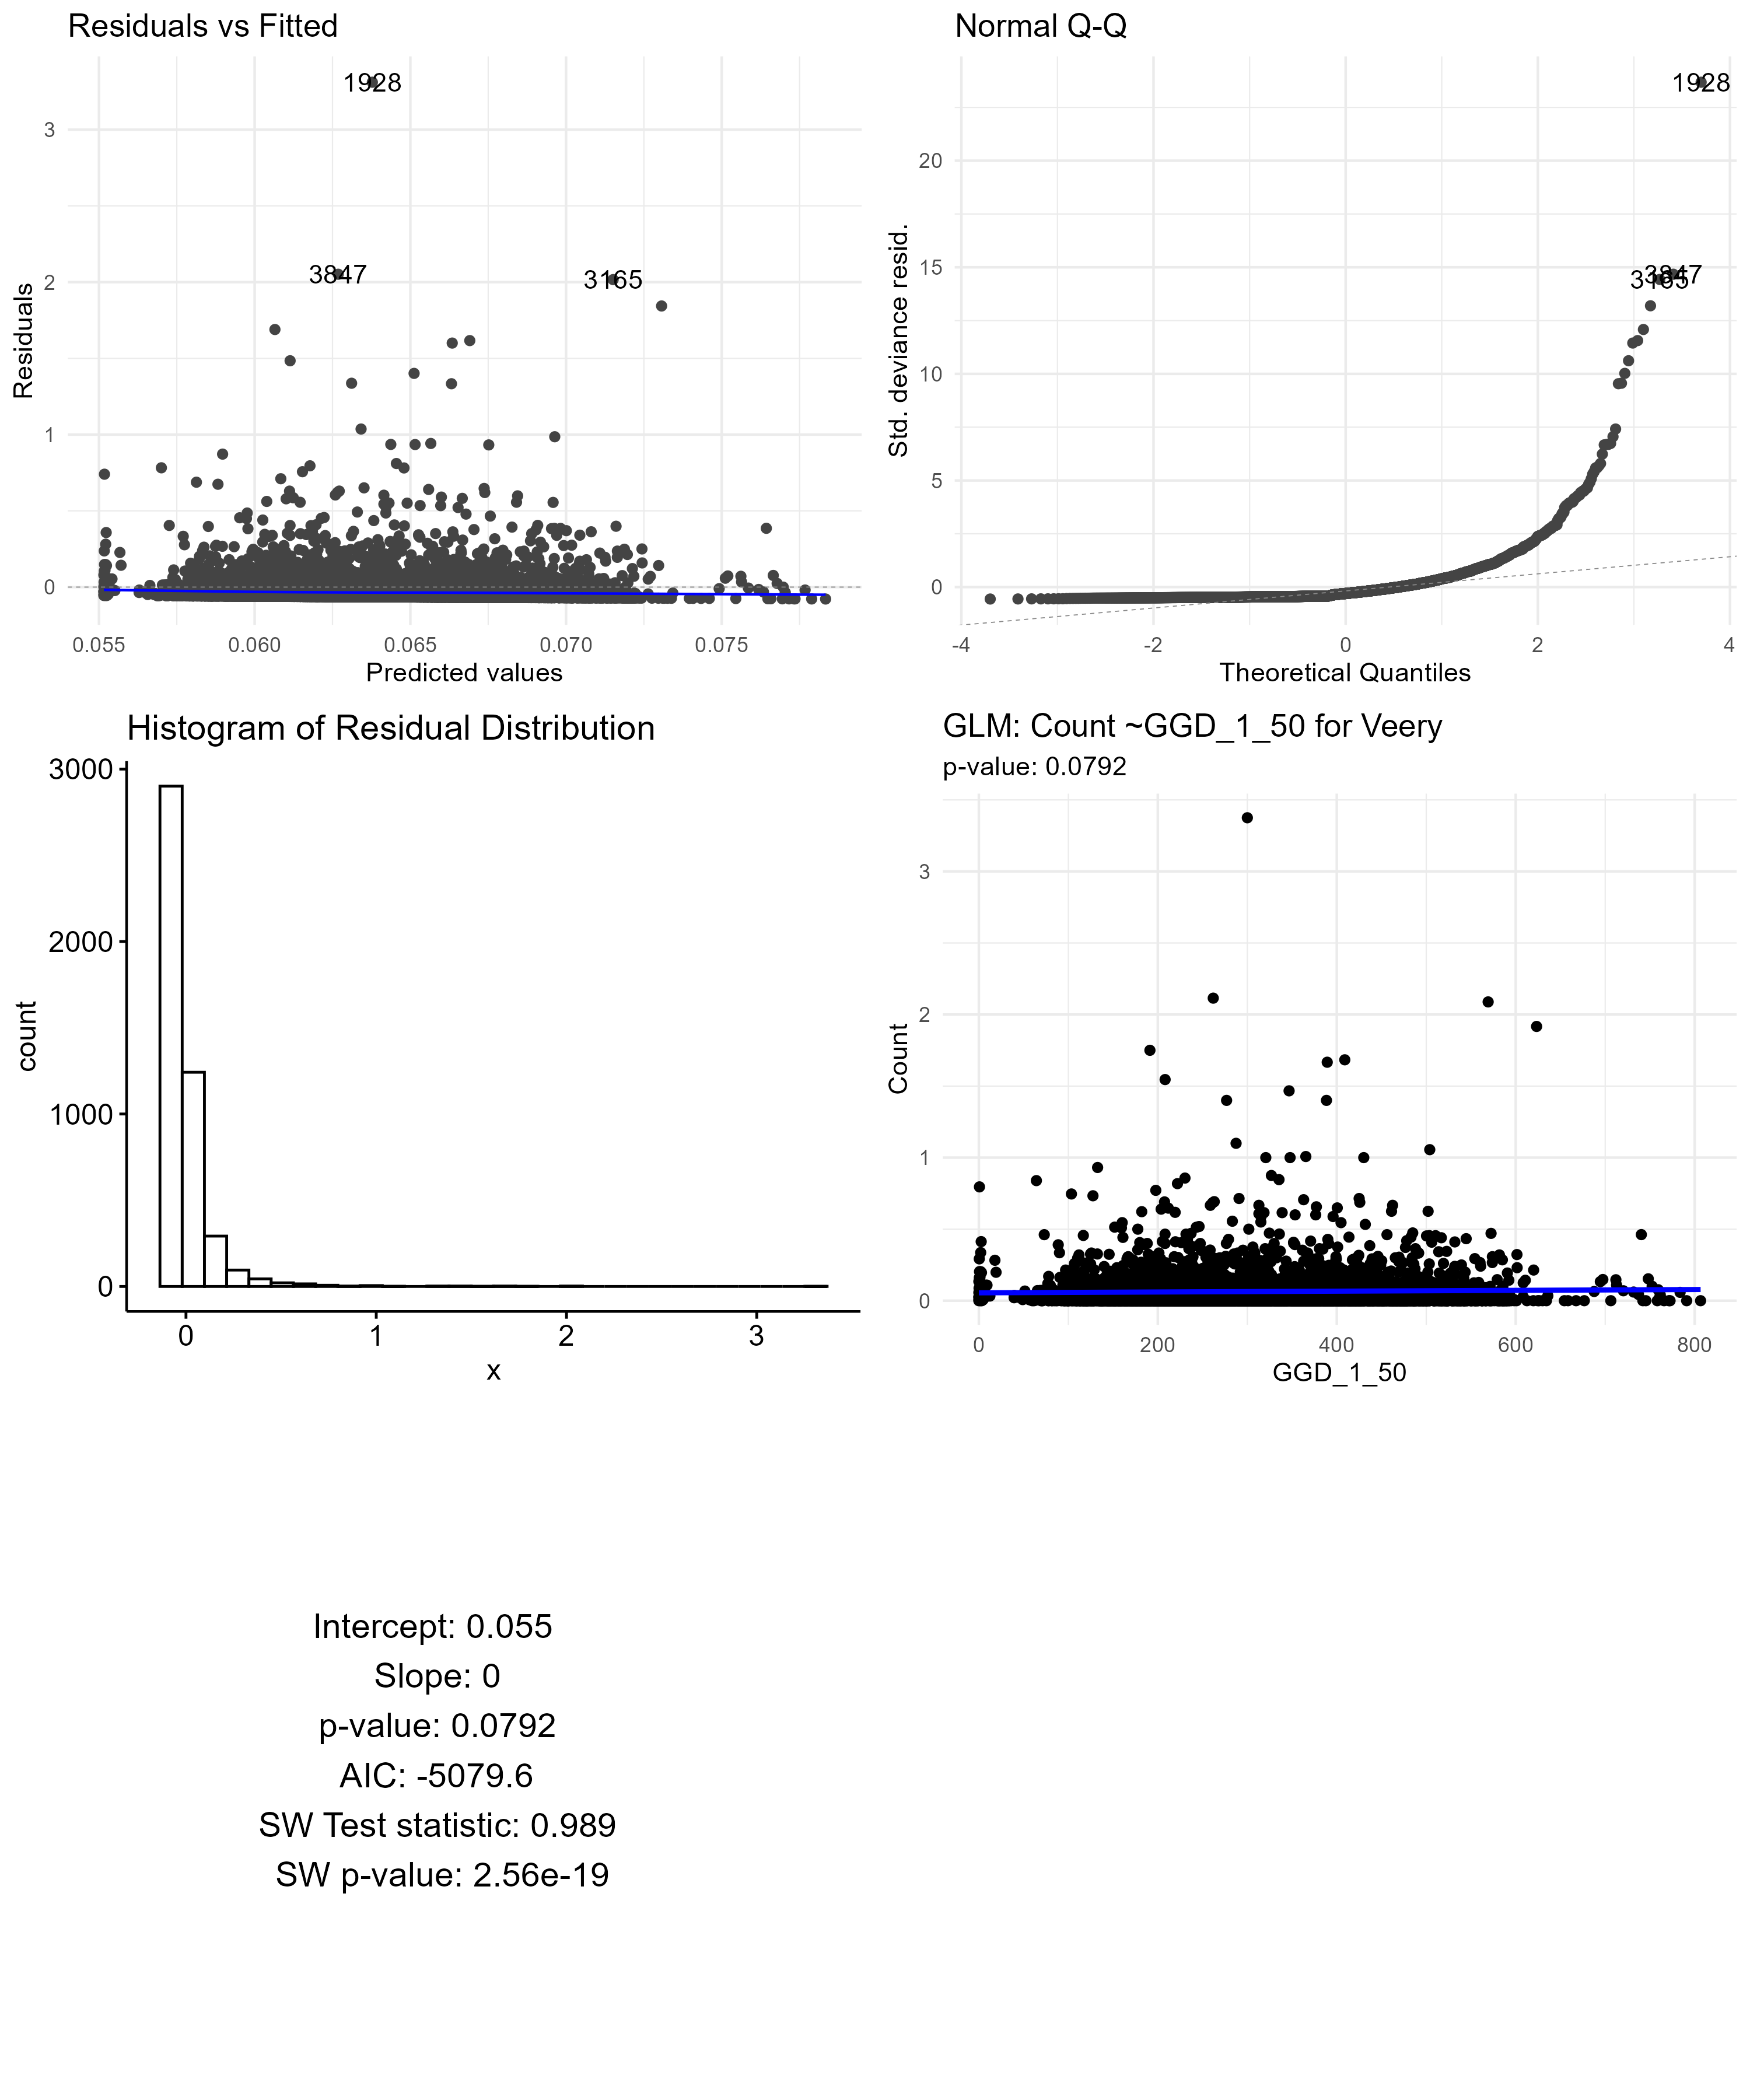 Residuals vs Fitted
1928
3847
3165
3
2
1
0
Residuals
0.055 0.060 0.065 0.070 0.075
Predicted values
Normal Q-Q
1928
3847
3165
20
15
10
5
0
Std. deviance resid.
-4 -2 0 2 4
Theoretical Quantiles
Histogram of Residual Distribution
3000
2000
1000
0
count
0 1 2 3
x
GLM: Count ~GGD_1_50 for Veery
p-value: 0.0792
3
2
1
0
Count
0 200 400 600 800
GGD_1_50
Intercept: 0.055
Slope: 0
p-value: 0.0792
AIC: -5079.6
SW Test statistic: 0.989
SW p-value: 2.56e-19